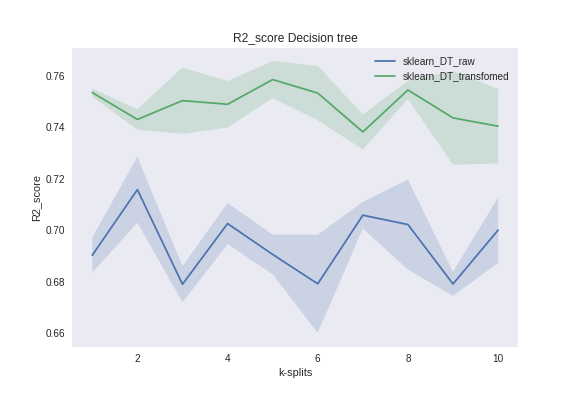 R2_score Decision tree
sklearn_DT_raw
sklearn_DT_transfomed
0.76
0.74
0.72
0.70
0.68
0.66
R2_score
2 4 6 8 10
k-splits